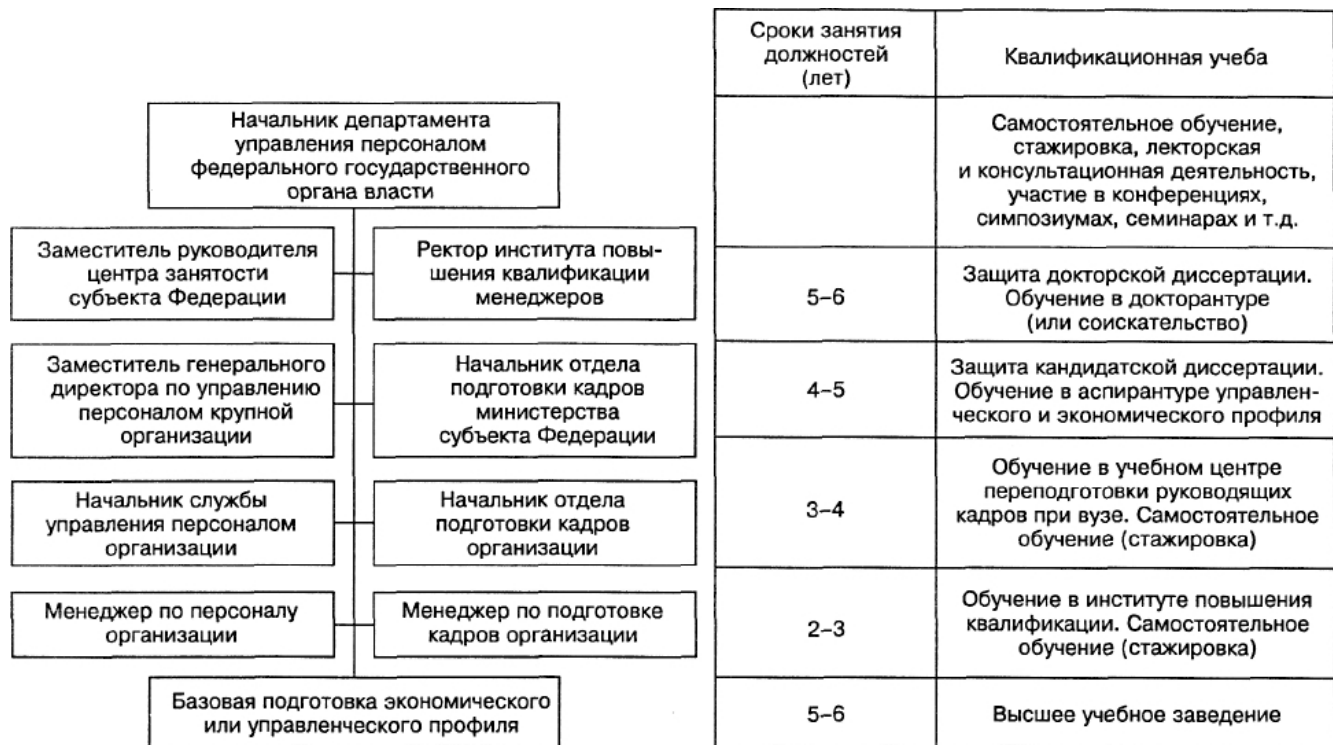 Сроки занятия
должностей
(лет)
Квалификационная учеба
Начальник департамента
управления персоналом
федерального государственного
органа власти
Самостоятельное обучение,
стажировка, лекторская
и консультационная деятельность,
участие в конференциях,
симпозиумах, семинарах и т.д.
Заместитель руководителя
центра занятости
субъекта Федерации
Ректор института повы-
шения квалификации
менеджеров
5–6
Защита докторской диссертации.
Обучение в докторантуре
(или соискательство)
Заместитель генерального
директора по управлению
персоналом крупной
организации
Начальник отдела
подготовки кадров
министерства
субъекта Федерации
4–5
Защита кандидатской диссертации.
Обучение в аспирантуре управлен-
ческого и экономического профиля
Начальник службы
управления персоналом
организации
Начальник отдела
подготовки кадров
организации
3–4
Обучение в учебном центре
переподготовки руководящих
кадров при вузе. Самостоятельное
обучение (стажировка)
Менеджер по персоналу
организации
Менеджер по подготовке
кадров организации
2–3
Обучение в институте повышения
квалификации. Самостоятельное
обучение (стажировка)
Базовая подготовка экономического
или управленческого профиля
5–6
Высшее учебное заведение